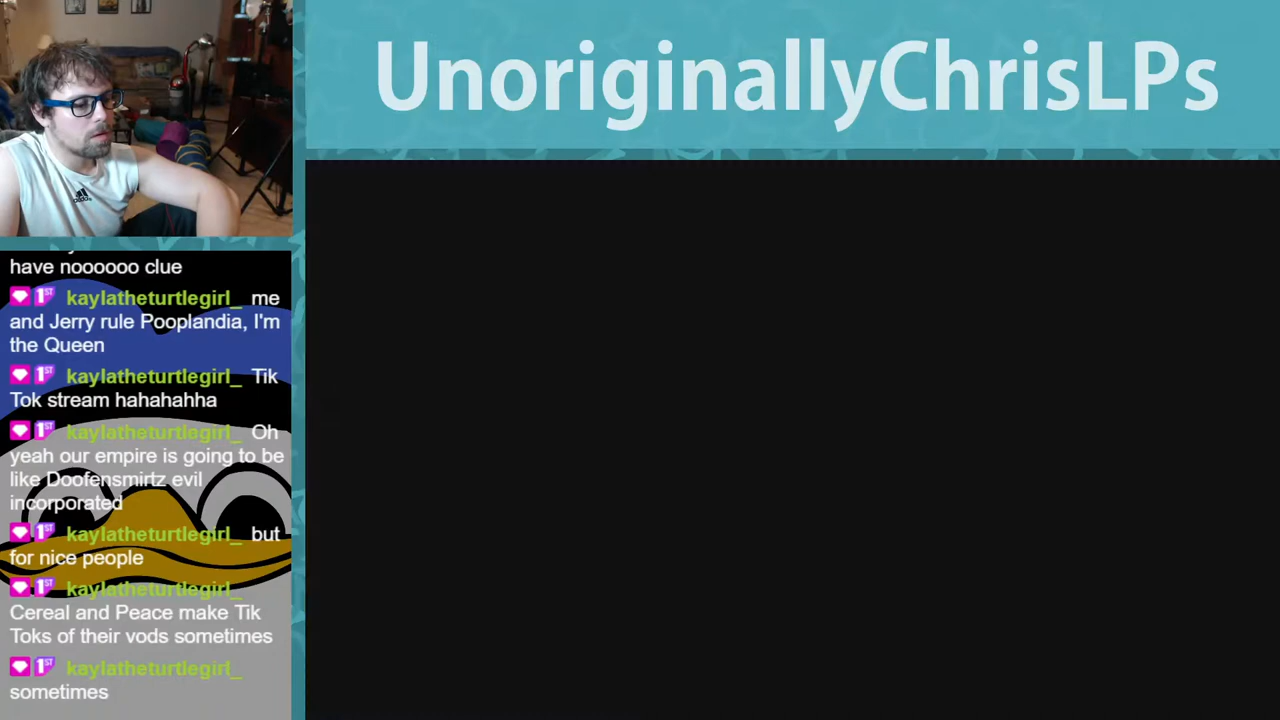 UnoriginallyChrisLPs
have noooooo clue
kaylatheturtlegirl_ me
and Jerry rule Pooplandia, I'm
the Queen
kaylatheturtlegirl_ Tik
Tok stream hahahahha
kaylatheturtlegirl_ Oh
yeah our empire is going to be
like Doofensmirtz evil
incorporated
kaylatheturtlegirl_ but
for nice people
kaylatheturtlegirl_
Cereal and Peace make Tik
Toks of their vods sometimes
kaylatheturtlegirl_
sometimes